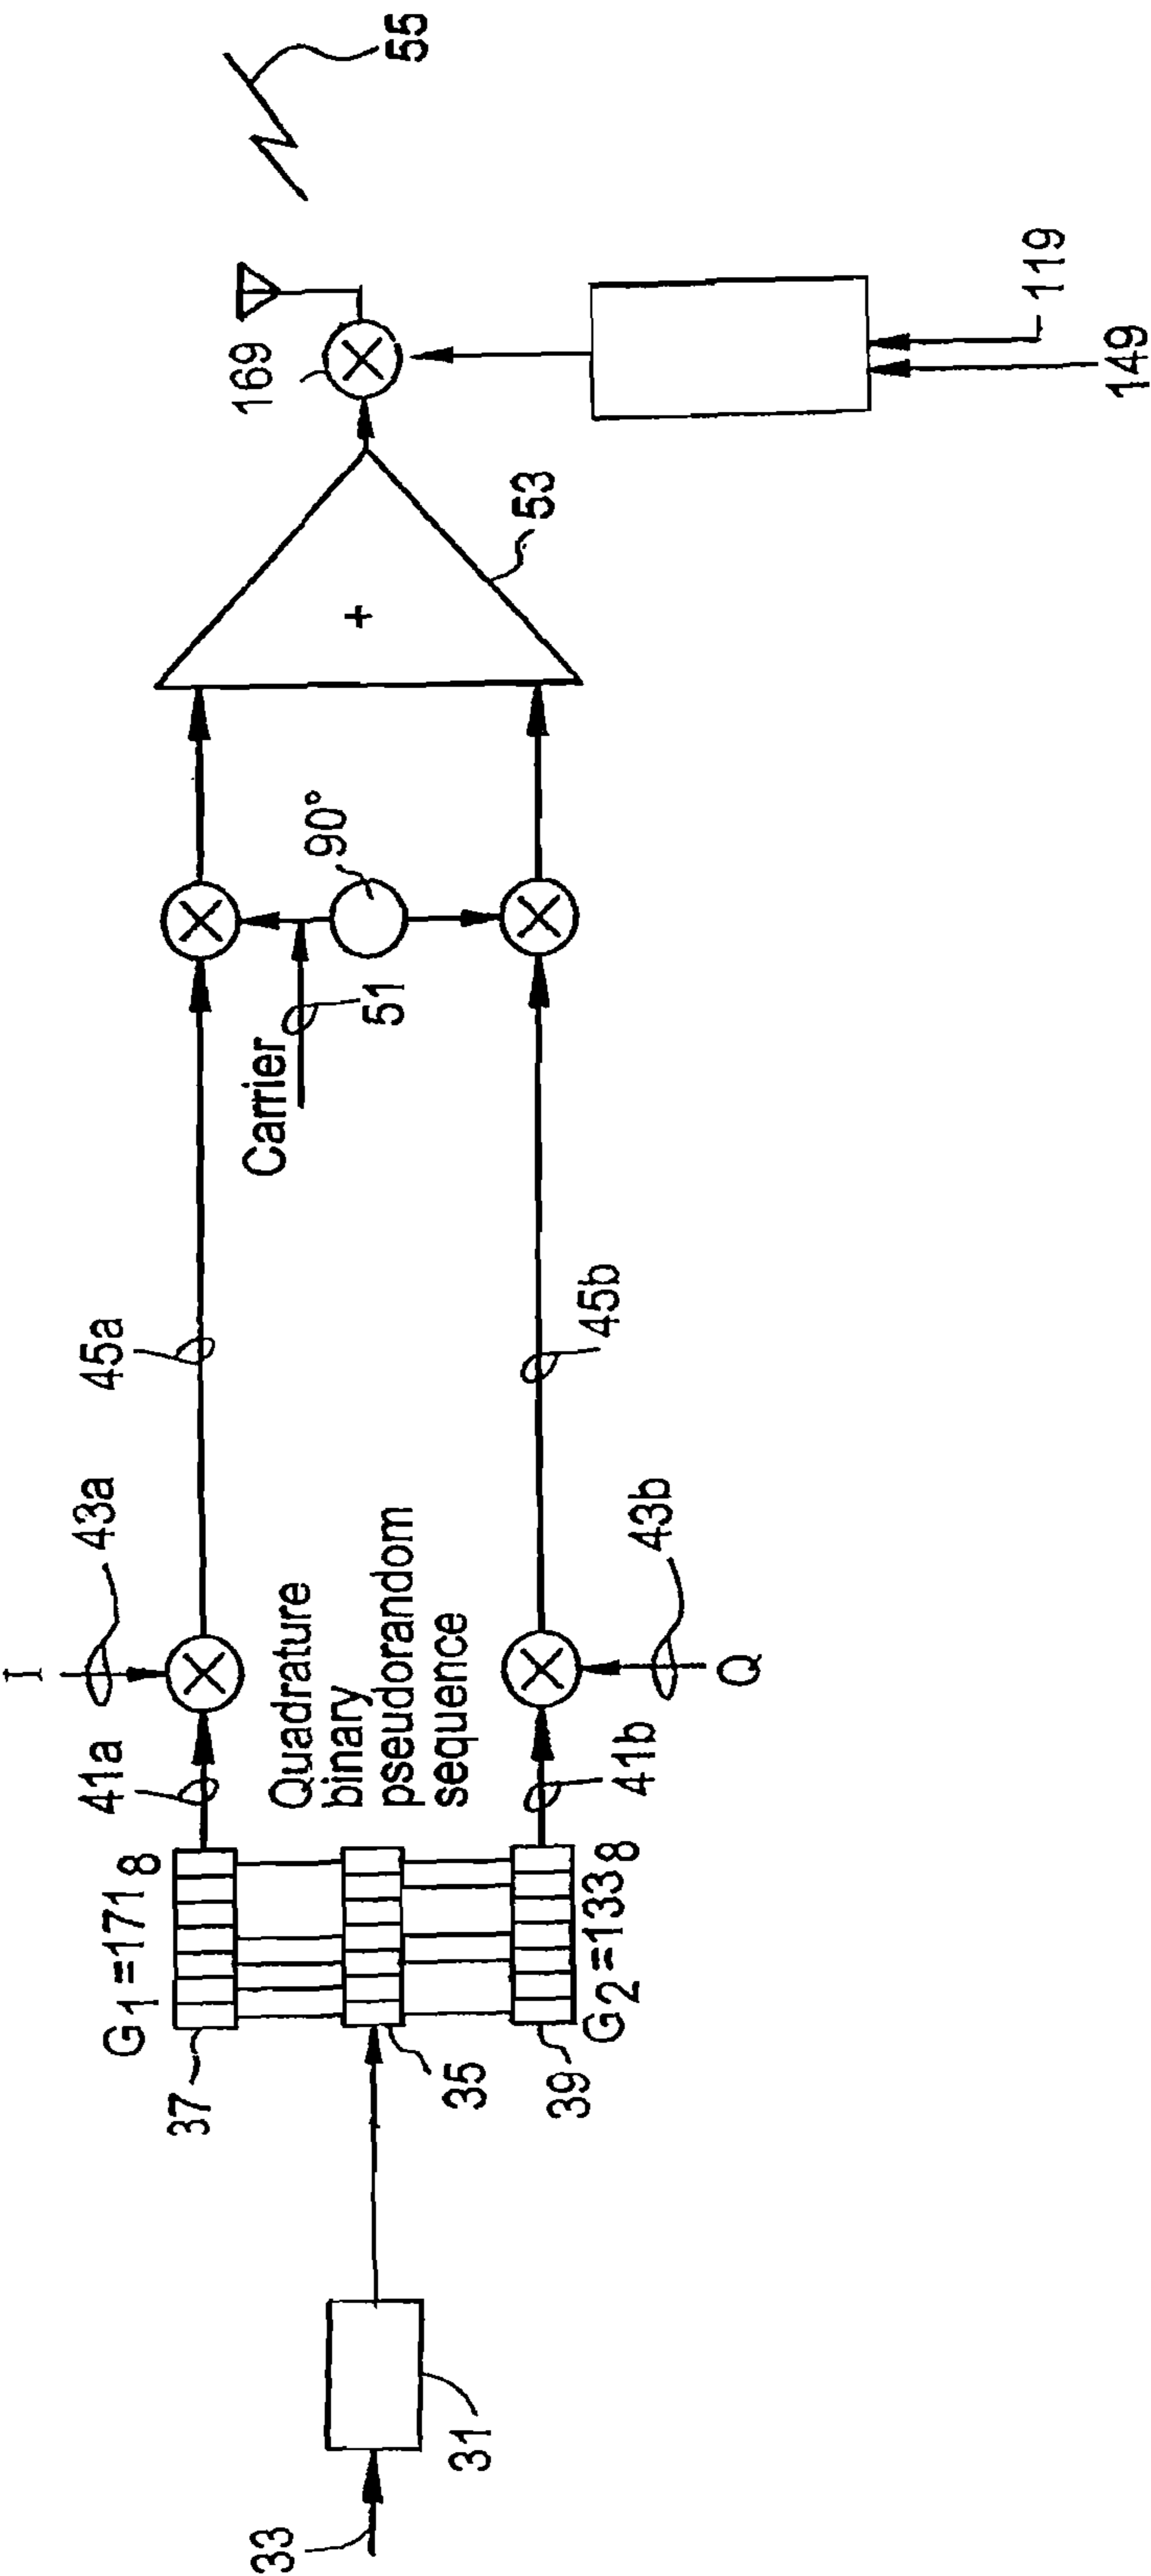 33
31
37
G1 = 1718
35
39
G2 = 1338
41a
41b
I
43a
Quadrature
binary
pseudorandom
sequence
Q
43b
45a
45b
Carrier
51
90°
+
53
169
149
119
55